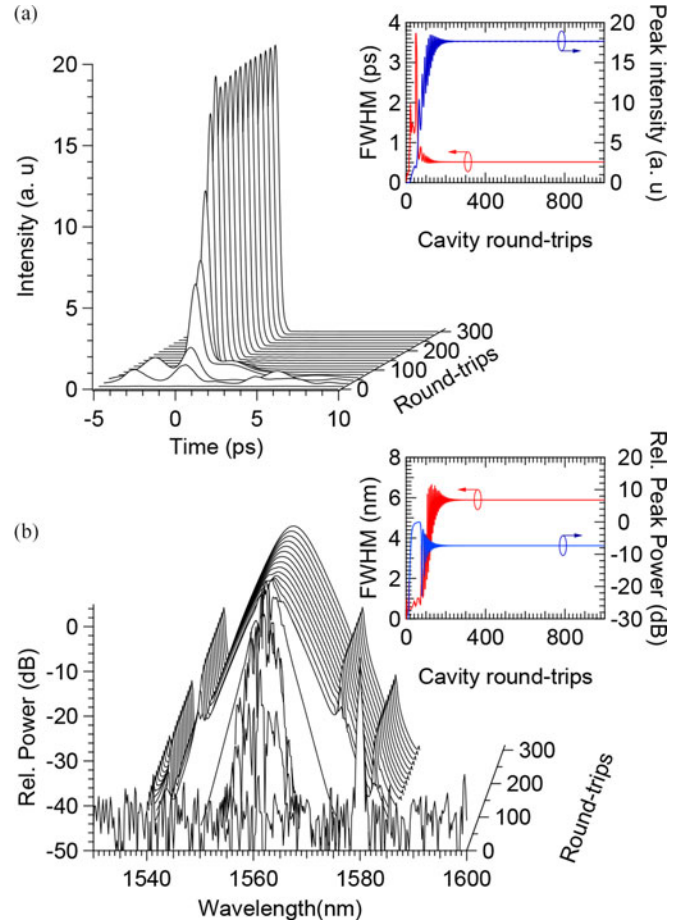 (a)
20
15
10
5
0
Intensity (a. u)
-5 0 5 10
Time (ps)
0 100 200 300
Round-trips
4
3
2
1
0
FWHM (ps)
20
15
10
5
0
Peak intensity (a. u)
0 400 800
Cavity round-trips
(b)
0
-10
-20
-30
-40
-50
Rel. Power (dB)
1540 1560 1580 1600
Wavelength(nm)
300
200
100
0
Round-trips
8
6
4
2
0
FWHM (nm)
20
10
0
-10
-20
-30
Rel. Peak Power (dB)
0 400 800
Cavity round-trips